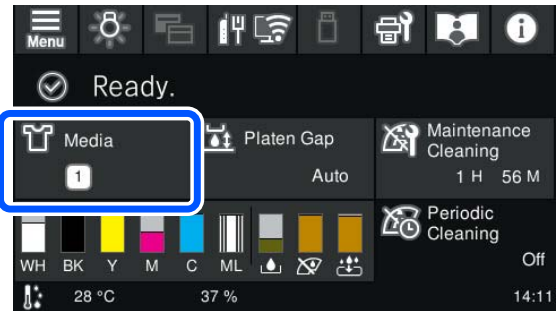 Menu
Ready.
Media
1
Platen Gap
Auto
Maintenance
Cleaning
1 H 56 M
Periodic
Cleaning
Off
WH BK Y M C ML
28 °C 37 % 14:11